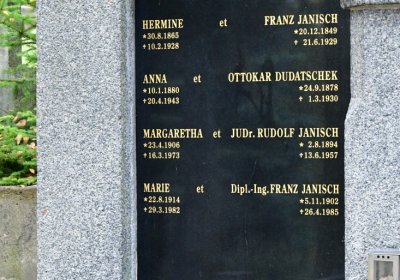 HERMINE et FRANZ JANISCH
*30.8.1865 *20.12.1849
+10.2.1928 + 21.6.1929
ANNA et OTTOKAR DUDATSCHEK
*10.1.1880 *24.9.1878
+20.4.1943 + 1.3.1930
MARGARETHA et JUDr. RUDOLF JANISCH
*23.4.1906 * 2.8.1894
+16.3.1973 +13.6.1957
MARIE et Dipl.-Ing. FRANZ JANISCH
*22.8.1914 *5.11.1902
+29.3.1982 +26.4.1985